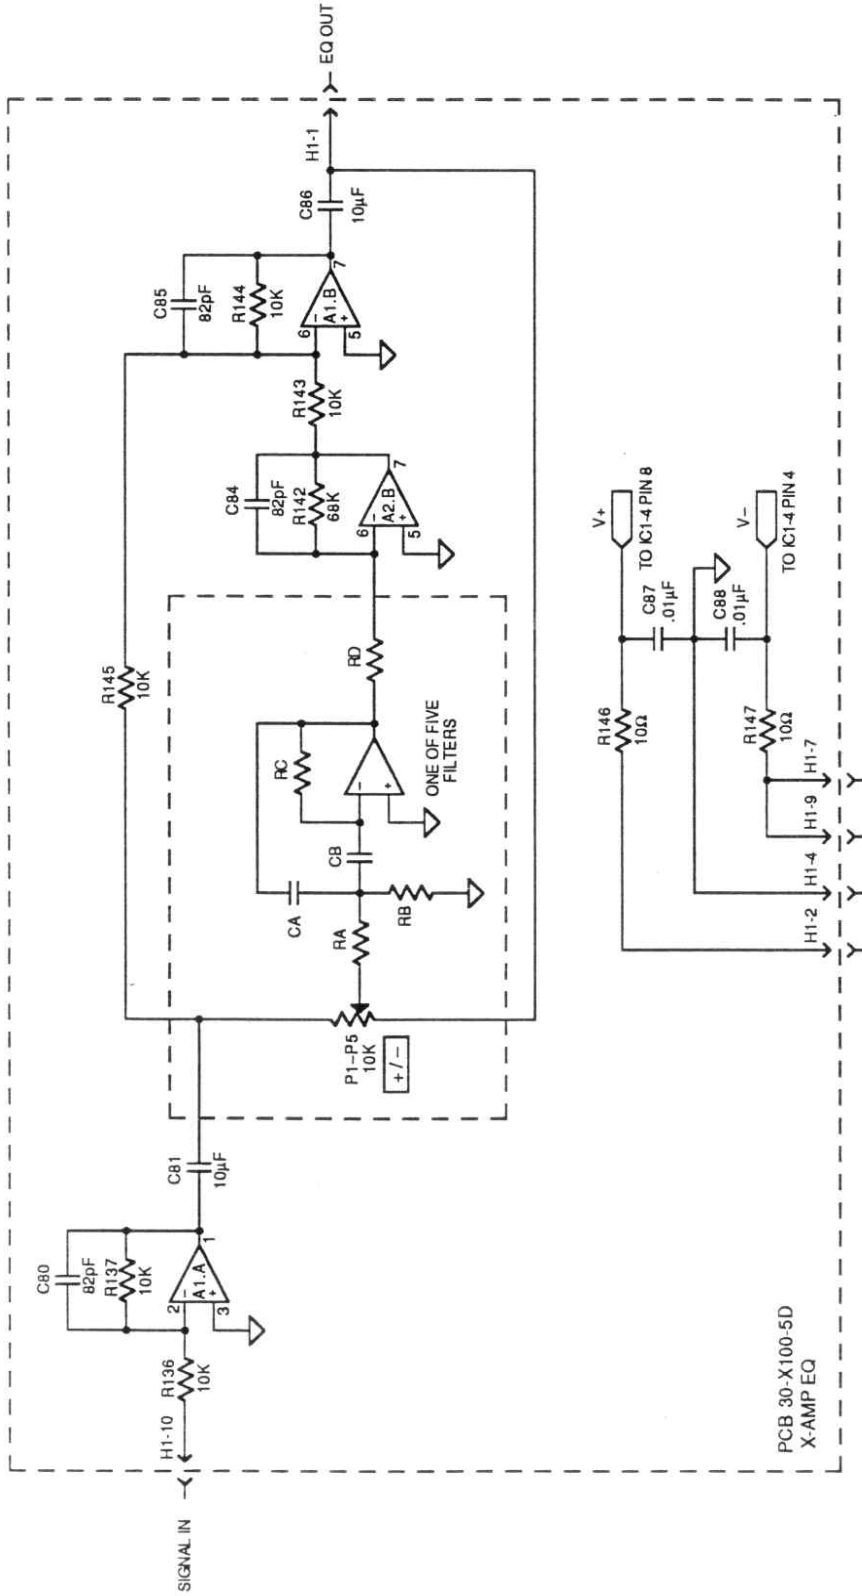 SIGNAL IN
H1-10
R136
10K
C80
82pF
R137
10K
2
3
A1.A
-
+
1
C81
10µF
P1-P5
10K
+/-
RA
RB
CA
CB
RC
-
+
RD
ONE OF FIVE
FILTERS
R145
10K
C84
82pF
R142
68K
6
5
A2.B
-
+
7
R143
10K
C85
82pF
R144
10K
6
5
A1.B
-
+
7
C86
10µF
H1-1
EQ OUT
H1-2
H1-4
H1-9
H1-7
R146
10Ω
R147
10Ω
C87
.01µF
C88
.01µF
V+
TO IC1-4 PIN 8
V-
TO IC1-4 PIN 4
PCB 30-X100-5D
X-AMP EQ